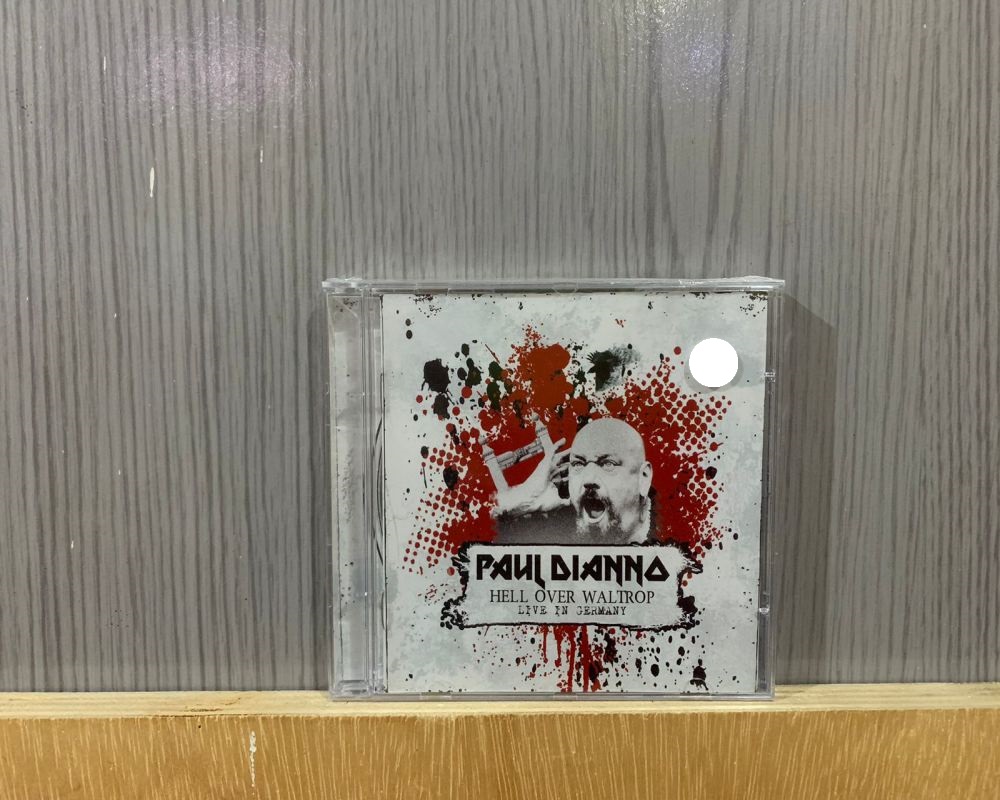 PAUL DIANNO
HELL OVER WALTROP
LIVE IN GERMANY